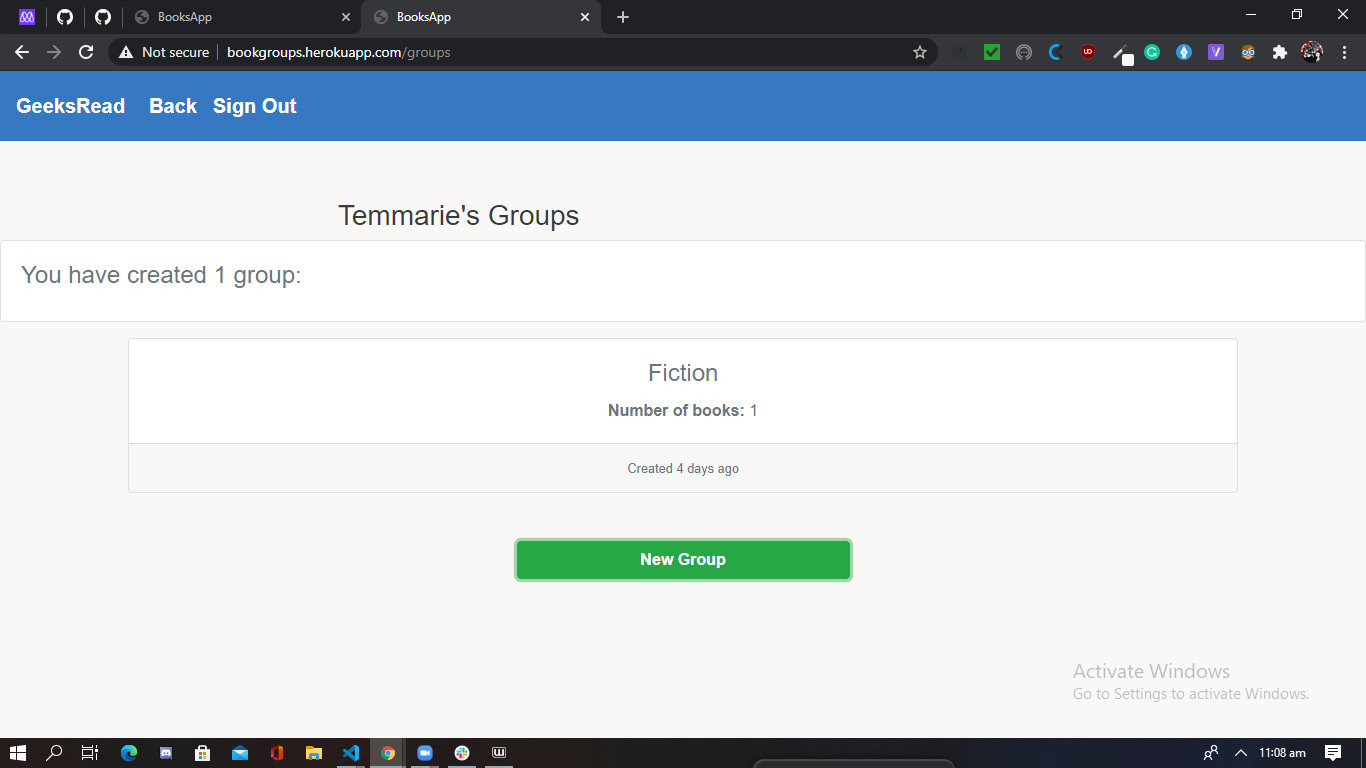 BooksApp
BooksApp
Not secure
bookgroups.herokuapp.com/groups
GeeksRead Back Sign Out
Temmarie's Groups
You have created 1 group:
Fiction
Number of books: 1
Created 4 days ago
New Group
Activate Windows
Go to Settings to activate Windows.
11:08 am